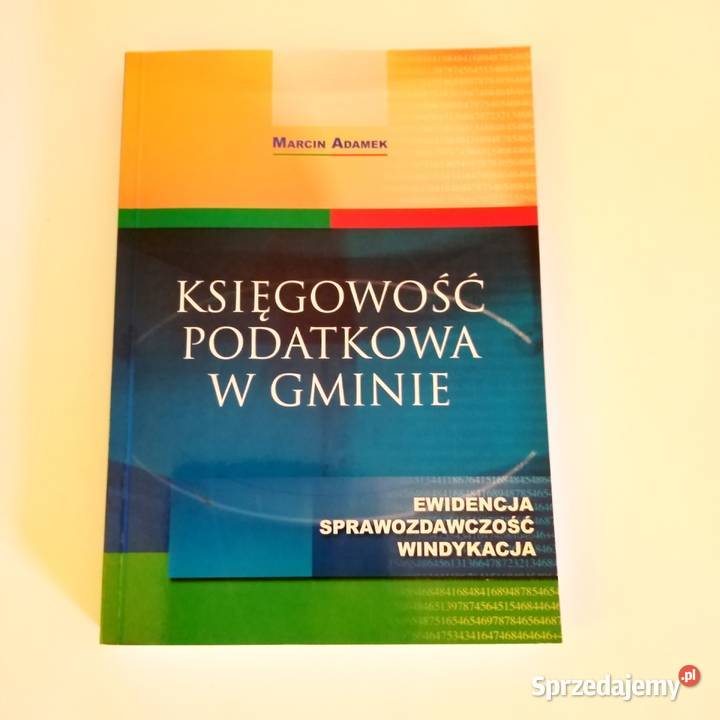 MARCIN ADAMEK
KSIĘGOWOŚĆ
PODATKOWA
W GMINIE
EWIDENCJA
SPRAWOZDAWCZOŚĆ
WINDYKACJA
Sprzedajemy.pl